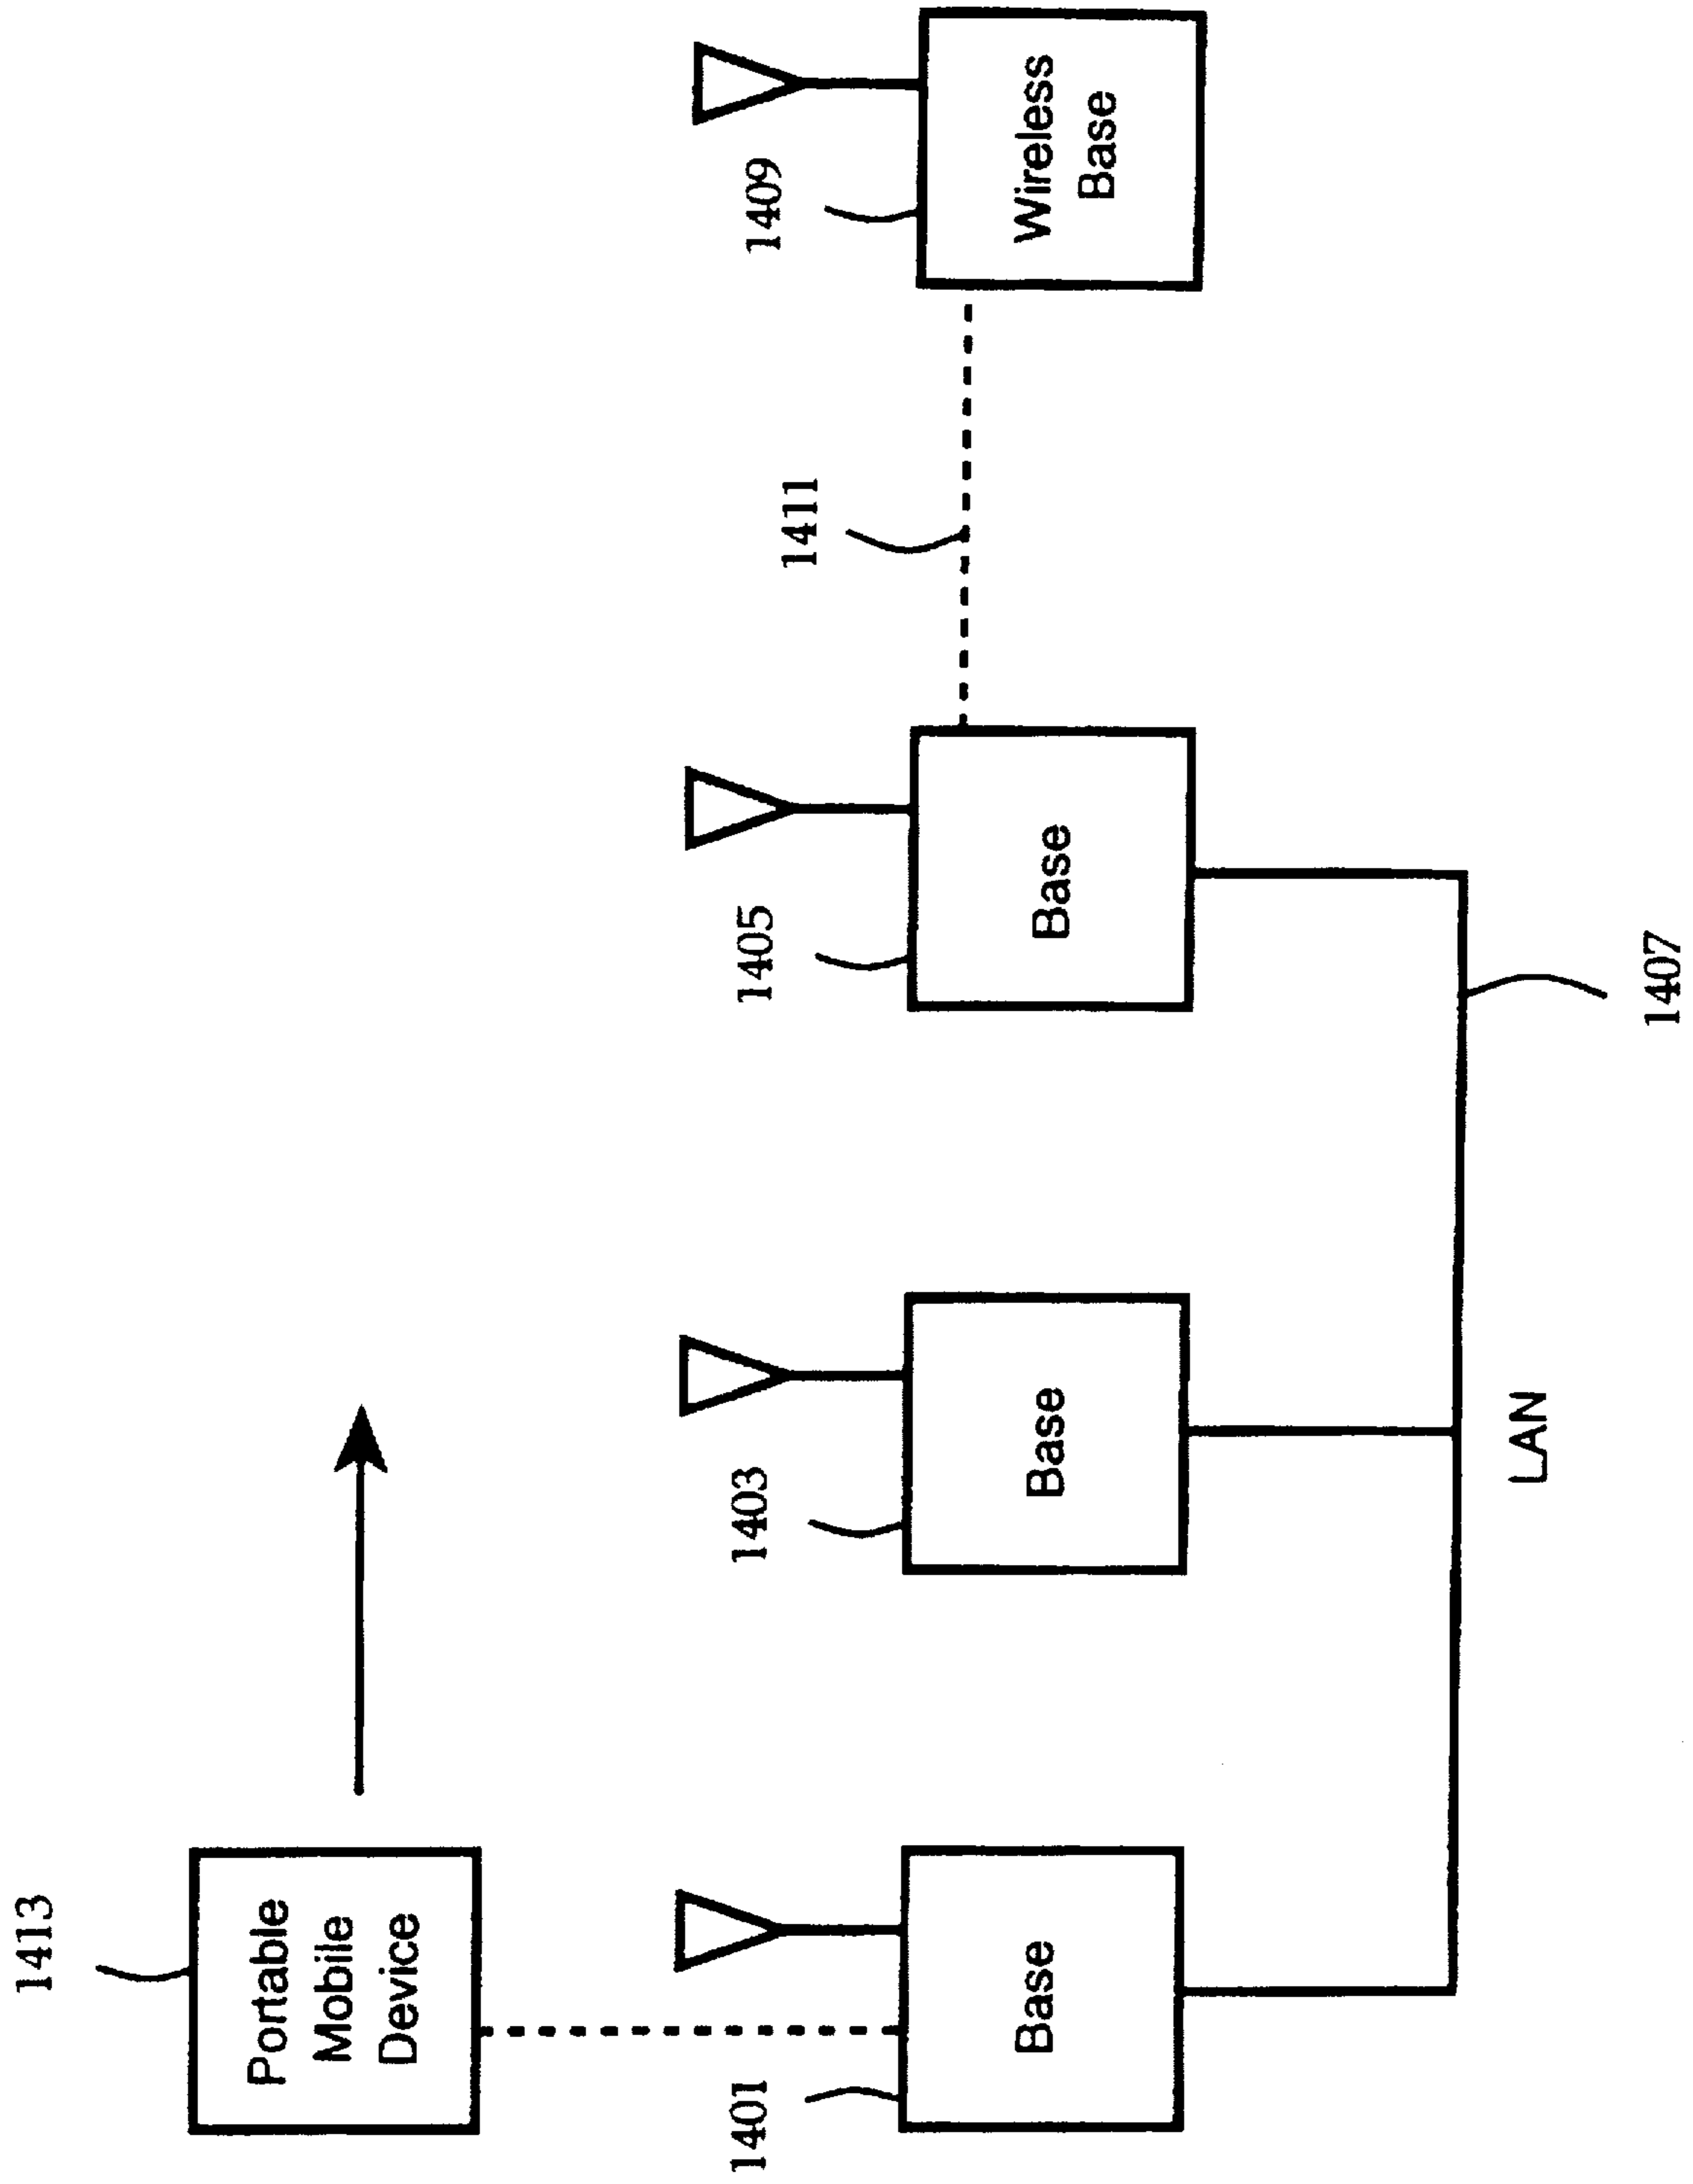 1413
Portable
Mobile
Device
1401
Base
1403
Base
1405
Base
1411
1409
Wireless
Base
LAN
1407